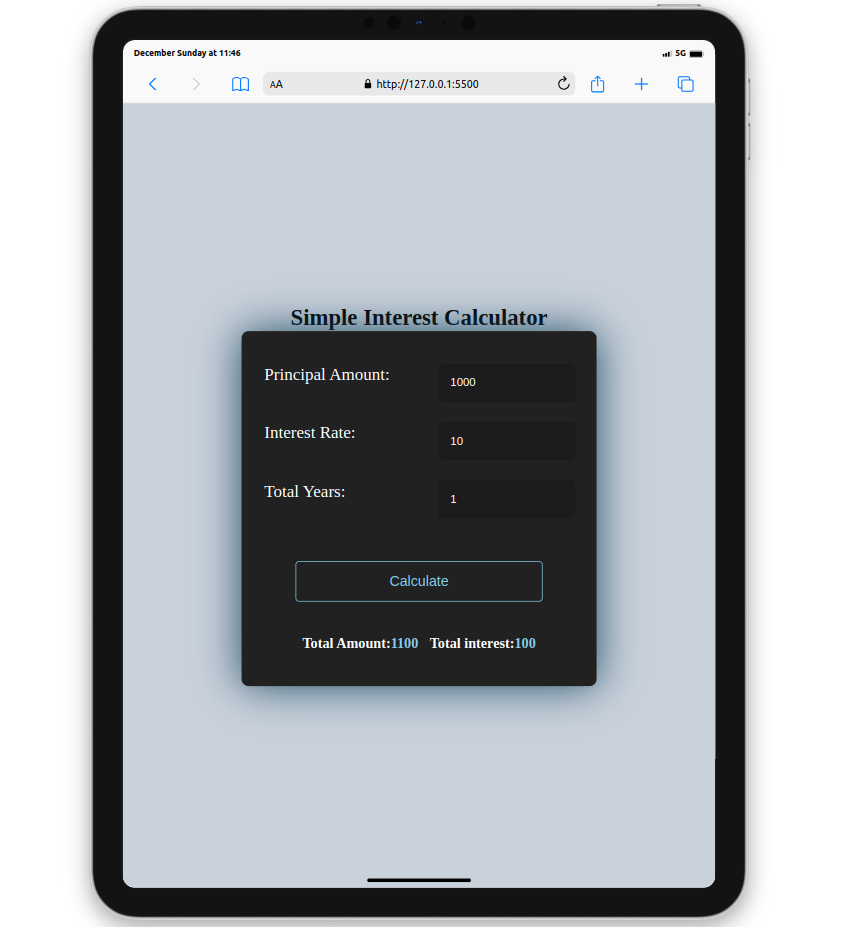 December Sunday at 11:46 5G
AA http://127.0.0.1:5500
Simple Interest Calculator
Principal Amount: 1000
Interest Rate: 10
Total Years: 1
Calculate
Total Amount:1100 Total interest:100